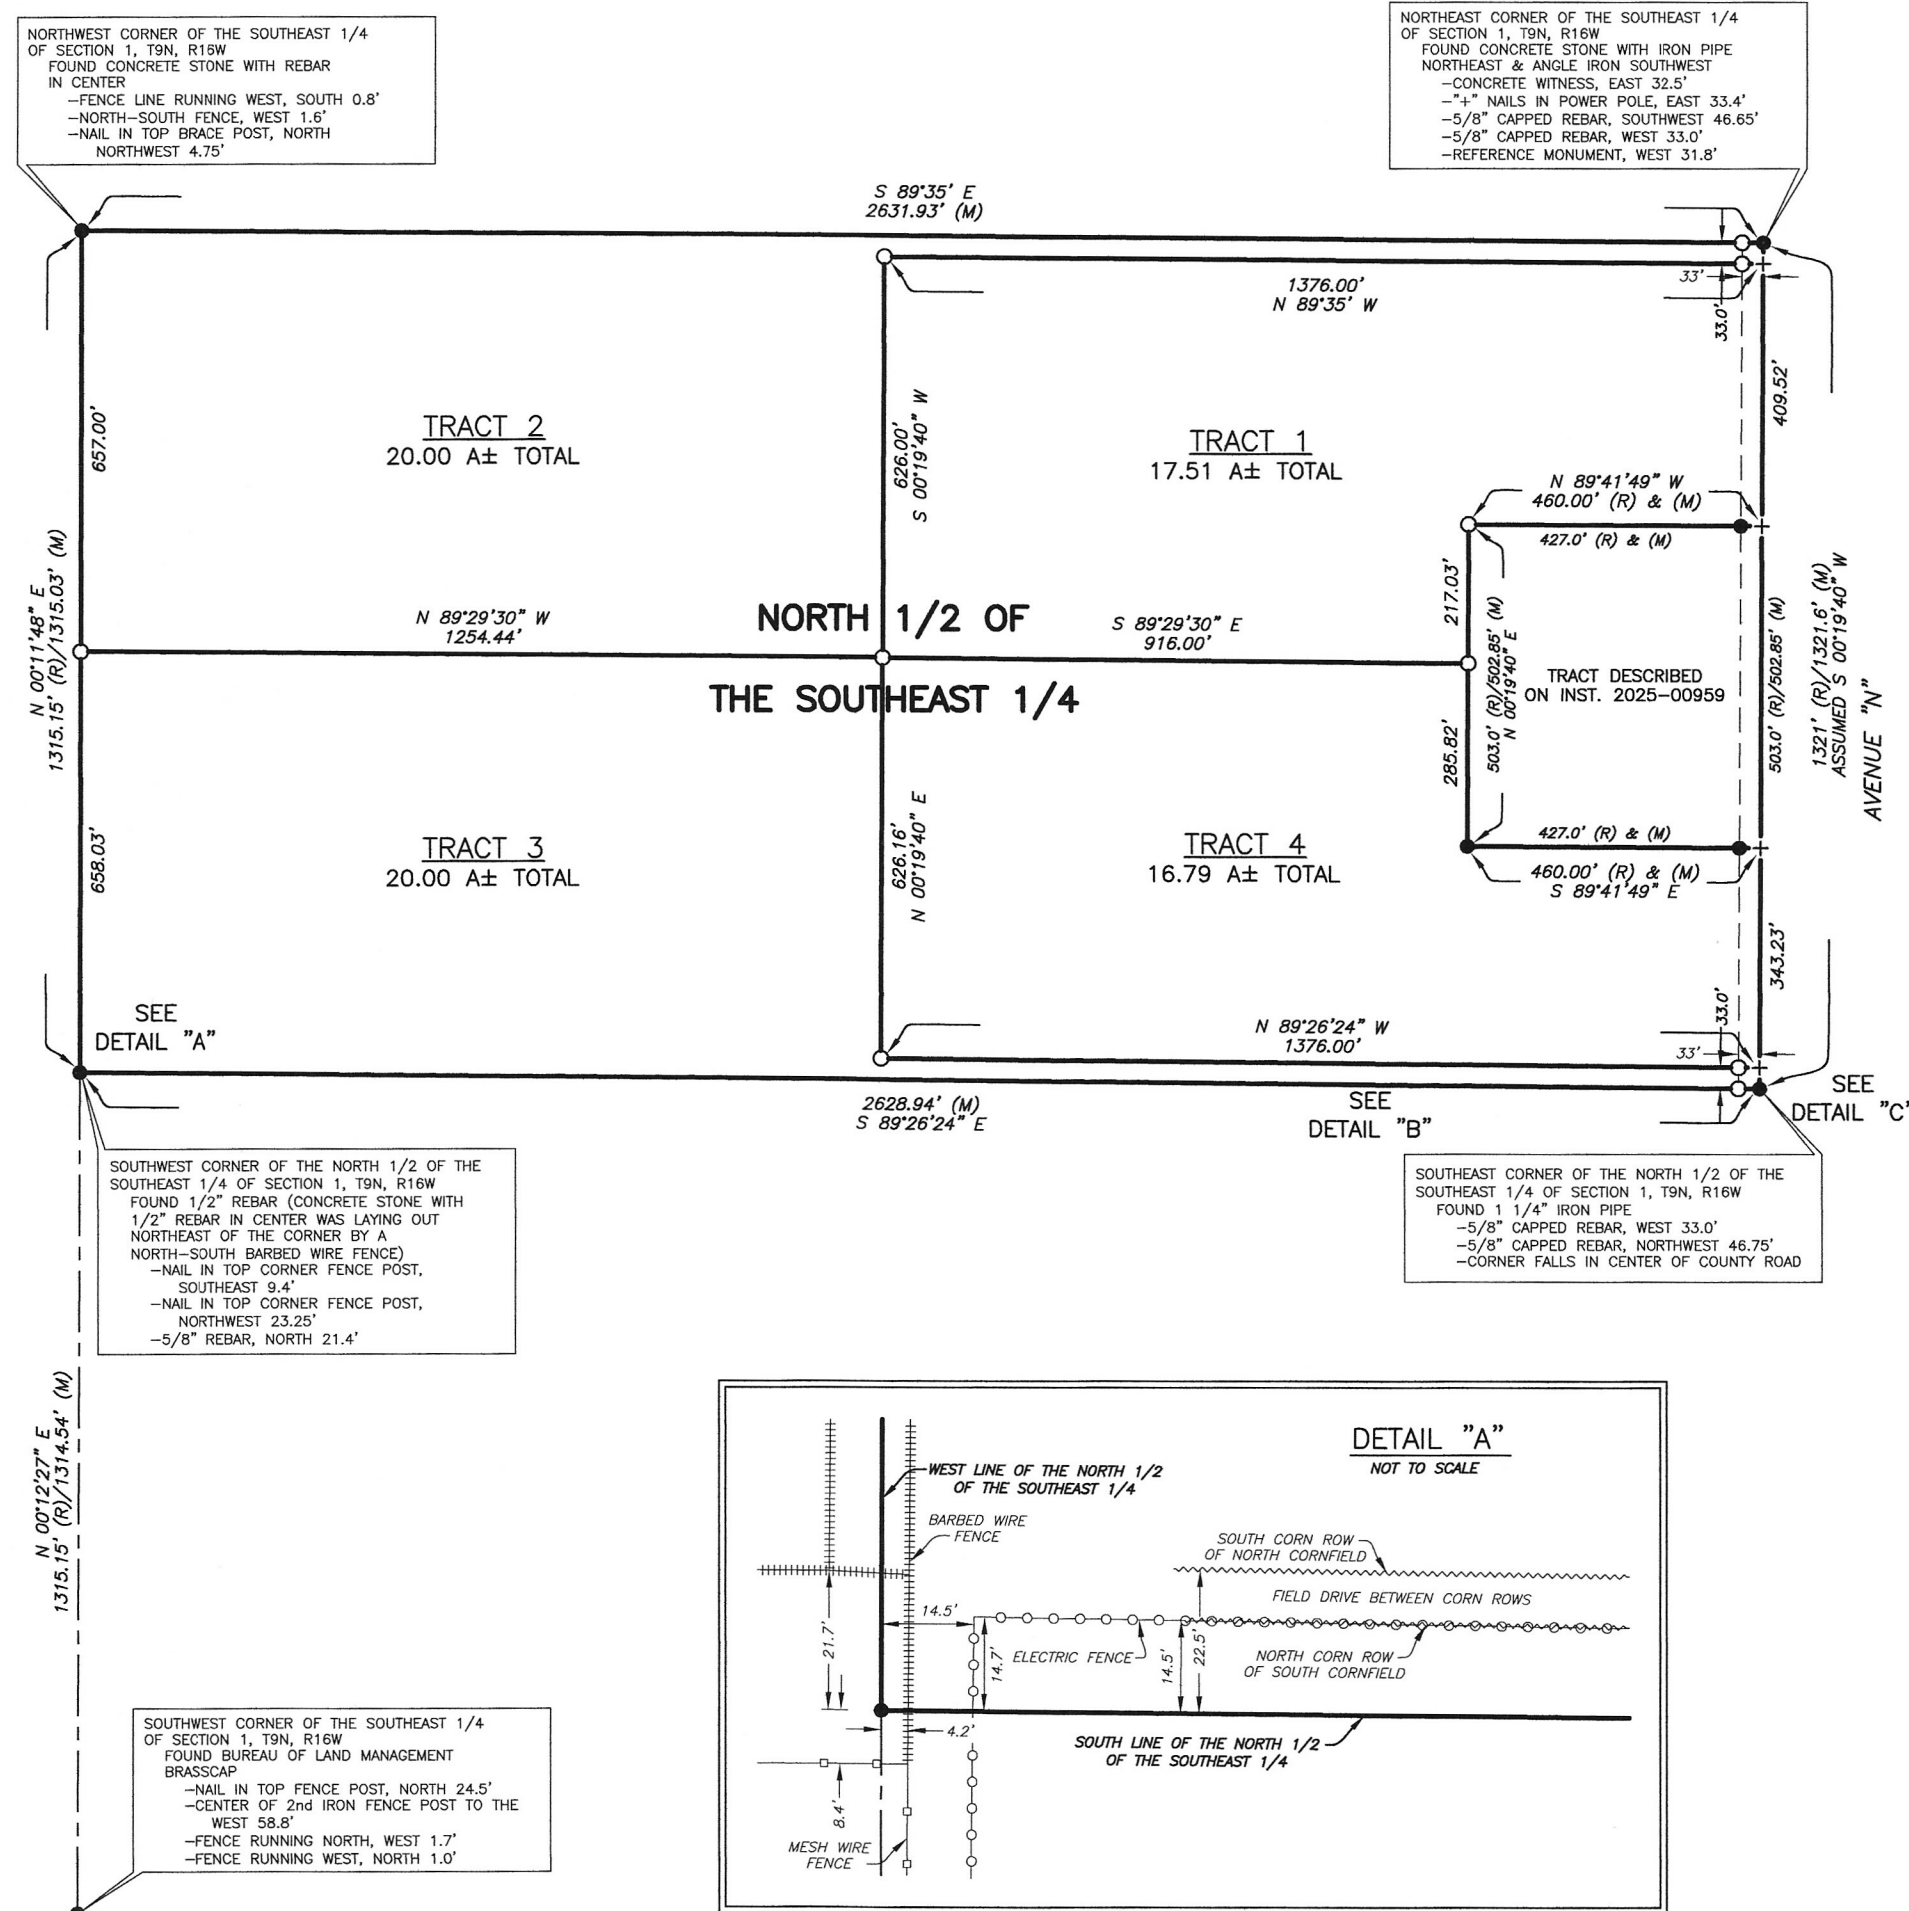 NORTHWEST CORNER OF THE SOUTHEAST 1/4
OF SECTION 1, T9N, R16W
FOUND CONCRETE STONE WITH REBAR
IN CENTER
-FENCE LINE RUNNING WEST, SOUTH 0.8'
-NORTH-SOUTH FENCE, WEST 1.6'
-NAIL IN TOP BRACE POST, NORTH
NORTHWEST 4.75'
NORTHEAST CORNER OF THE SOUTHEAST 1/4
OF SECTION 1, T9N, R16W
FOUND CONCRETE STONE WITH IRON PIPE
NORTHEAST & ANGLE IRON SOUTHWEST
-CONCRETE WITNESS, EAST 32.5'
-"+" NAILS IN POWER POLE, EAST 33.4'
-5/8" CAPPED REBAR, SOUTHWEST 46.65'
-5/8" CAPPED REBAR, WEST 33.0'
-REFERENCE MONUMENT, WEST 31.8'
S 89°35' E
2631.93' (M)
1376.00'
N 89°35' W
33'
33.0'
409.52'
657.00'
TRACT 2
20.00 A± TOTAL
626.00'
S 00°19'40" W
TRACT 1
17.51 A± TOTAL
N 89°41'49" W
460.00' (R) & (M)
427.0' (R) & (M)
N 00°11'48" E
1315.15' (R)/1315.03' (M)
N 89°29'30" W
1254.44'
NORTH 1/2 OF
THE SOUTHEAST 1/4
S 89°29'30" E
916.00'
217.03'
285.82'
503.0' (R)/502.85' (M)
N 00°19'40" E
TRACT DESCRIBED
ON INST. 2025-00959
503.0' (R)/502.85' (M)
1321' (R)/1321.6' (M)
ASSUMED S 00°19'40" W
AVENUE "N"
658.03'
TRACT 3
20.00 A± TOTAL
626.16'
N 00°19'40" E
TRACT 4
16.79 A± TOTAL
427.0' (R) & (M)
460.00' (R) & (M)
S 89°41'49" E
343.23'
SEE
DETAIL "A"
N 89°26'24" W
1376.00'
33.0'
33'
2628.94' (M)
S 89°26'24" E
SEE
DETAIL "B"
SEE
DETAIL "C"
SOUTHWEST CORNER OF THE NORTH 1/2 OF THE
SOUTHEAST 1/4 OF SECTION 1, T9N, R16W
FOUND 1/2" REBAR (CONCRETE STONE WITH
1/2" REBAR IN CENTER WAS LAYING OUT
NORTHEAST OF THE CORNER BY A
NORTH-SOUTH BARBED WIRE FENCE)
-NAIL IN TOP CORNER FENCE POST,
SOUTHEAST 9.4'
-NAIL IN TOP CORNER FENCE POST,
NORTHWEST 23.25'
-5/8" REBAR, NORTH 21.4'
SOUTHEAST CORNER OF THE NORTH 1/2 OF THE
SOUTHEAST 1/4 OF SECTION 1, T9N, R16W
FOUND 1 1/4" IRON PIPE
-5/8" CAPPED REBAR, WEST 33.0'
-5/8" CAPPED REBAR, NORTHWEST 46.75'
-CORNER FALLS IN CENTER OF COUNTY ROAD
N 00°12'27" E
1315.15' (R)/1314.54' (M)
SOUTHWEST CORNER OF THE SOUTHEAST 1/4
OF SECTION 1, T9N, R16W
FOUND BUREAU OF LAND MANAGEMENT
BRASSCAP
-NAIL IN TOP FENCE POST, NORTH 24.5'
-CENTER OF 2nd IRON FENCE POST TO THE
WEST 58.8'
-FENCE RUNNING NORTH, WEST 1.7'
-FENCE RUNNING WEST, NORTH 1.0'
DETAIL "A"
NOT TO SCALE
WEST LINE OF THE NORTH 1/2
OF THE SOUTHEAST 1/4
BARBED WIRE
FENCE
SOUTH CORN ROW
OF NORTH CORNFIELD
FIELD DRIVE BETWEEN CORN ROWS
14.5'
21.7'
14.7'
ELECTRIC FENCE
14.5'
22.5'
NORTH CORN ROW
OF SOUTH CORNFIELD
4.2'
SOUTH LINE OF THE NORTH 1/2
OF THE SOUTHEAST 1/4
8.4'
MESH WIRE
FENCE